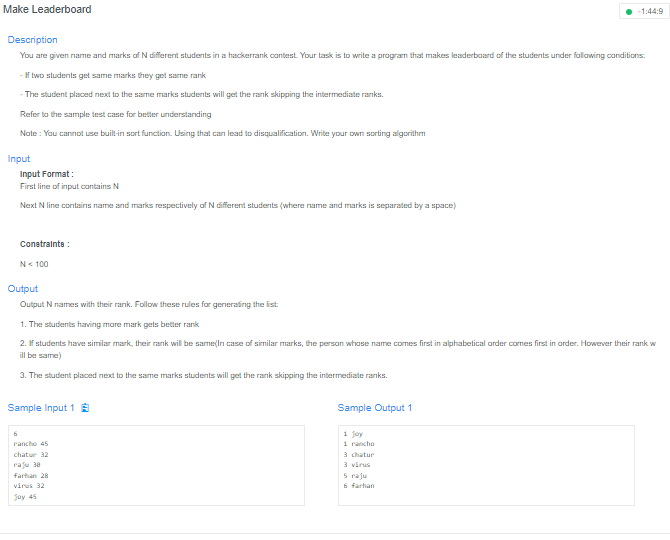 Make Leaderboard
-1:44:9
Description
You are given name and marks of N different students in a hackerrank contest. Your task is to write a program that makes leaderboard of the students under following conditions:
- If two students get same marks they get same rank
- The student placed next to the same marks students will get the rank skipping the intermediate ranks.
Refer to the sample test case for better understanding
Note : You cannot use built-in sort function. Using that can lead to disqualification. Write your own sorting algorithm
Input
Input Format :
First line of input contains N
Next N line contains name and marks respectively of N different students (where name and marks is separated by a space)
Constraints :
N < 100
Output
Output N names with their rank. Follow these rules for generating the list:
1. The students having more mark gets better rank
2. If students have similar mark, their rank will be same(In case of similar marks, the person whose name comes first in alphabetical order comes first in order. However their rank w
ill be same)
3. The student placed next to the same marks students will get the rank skipping the intermediate ranks.
Sample Input 1
6
rancho 45
chatur 32
raju 30
farhan 28
virus 32
joy 45
Sample Output 1
1 joy
1 rancho
3 chatur
3 virus
5 raju
6 farhan